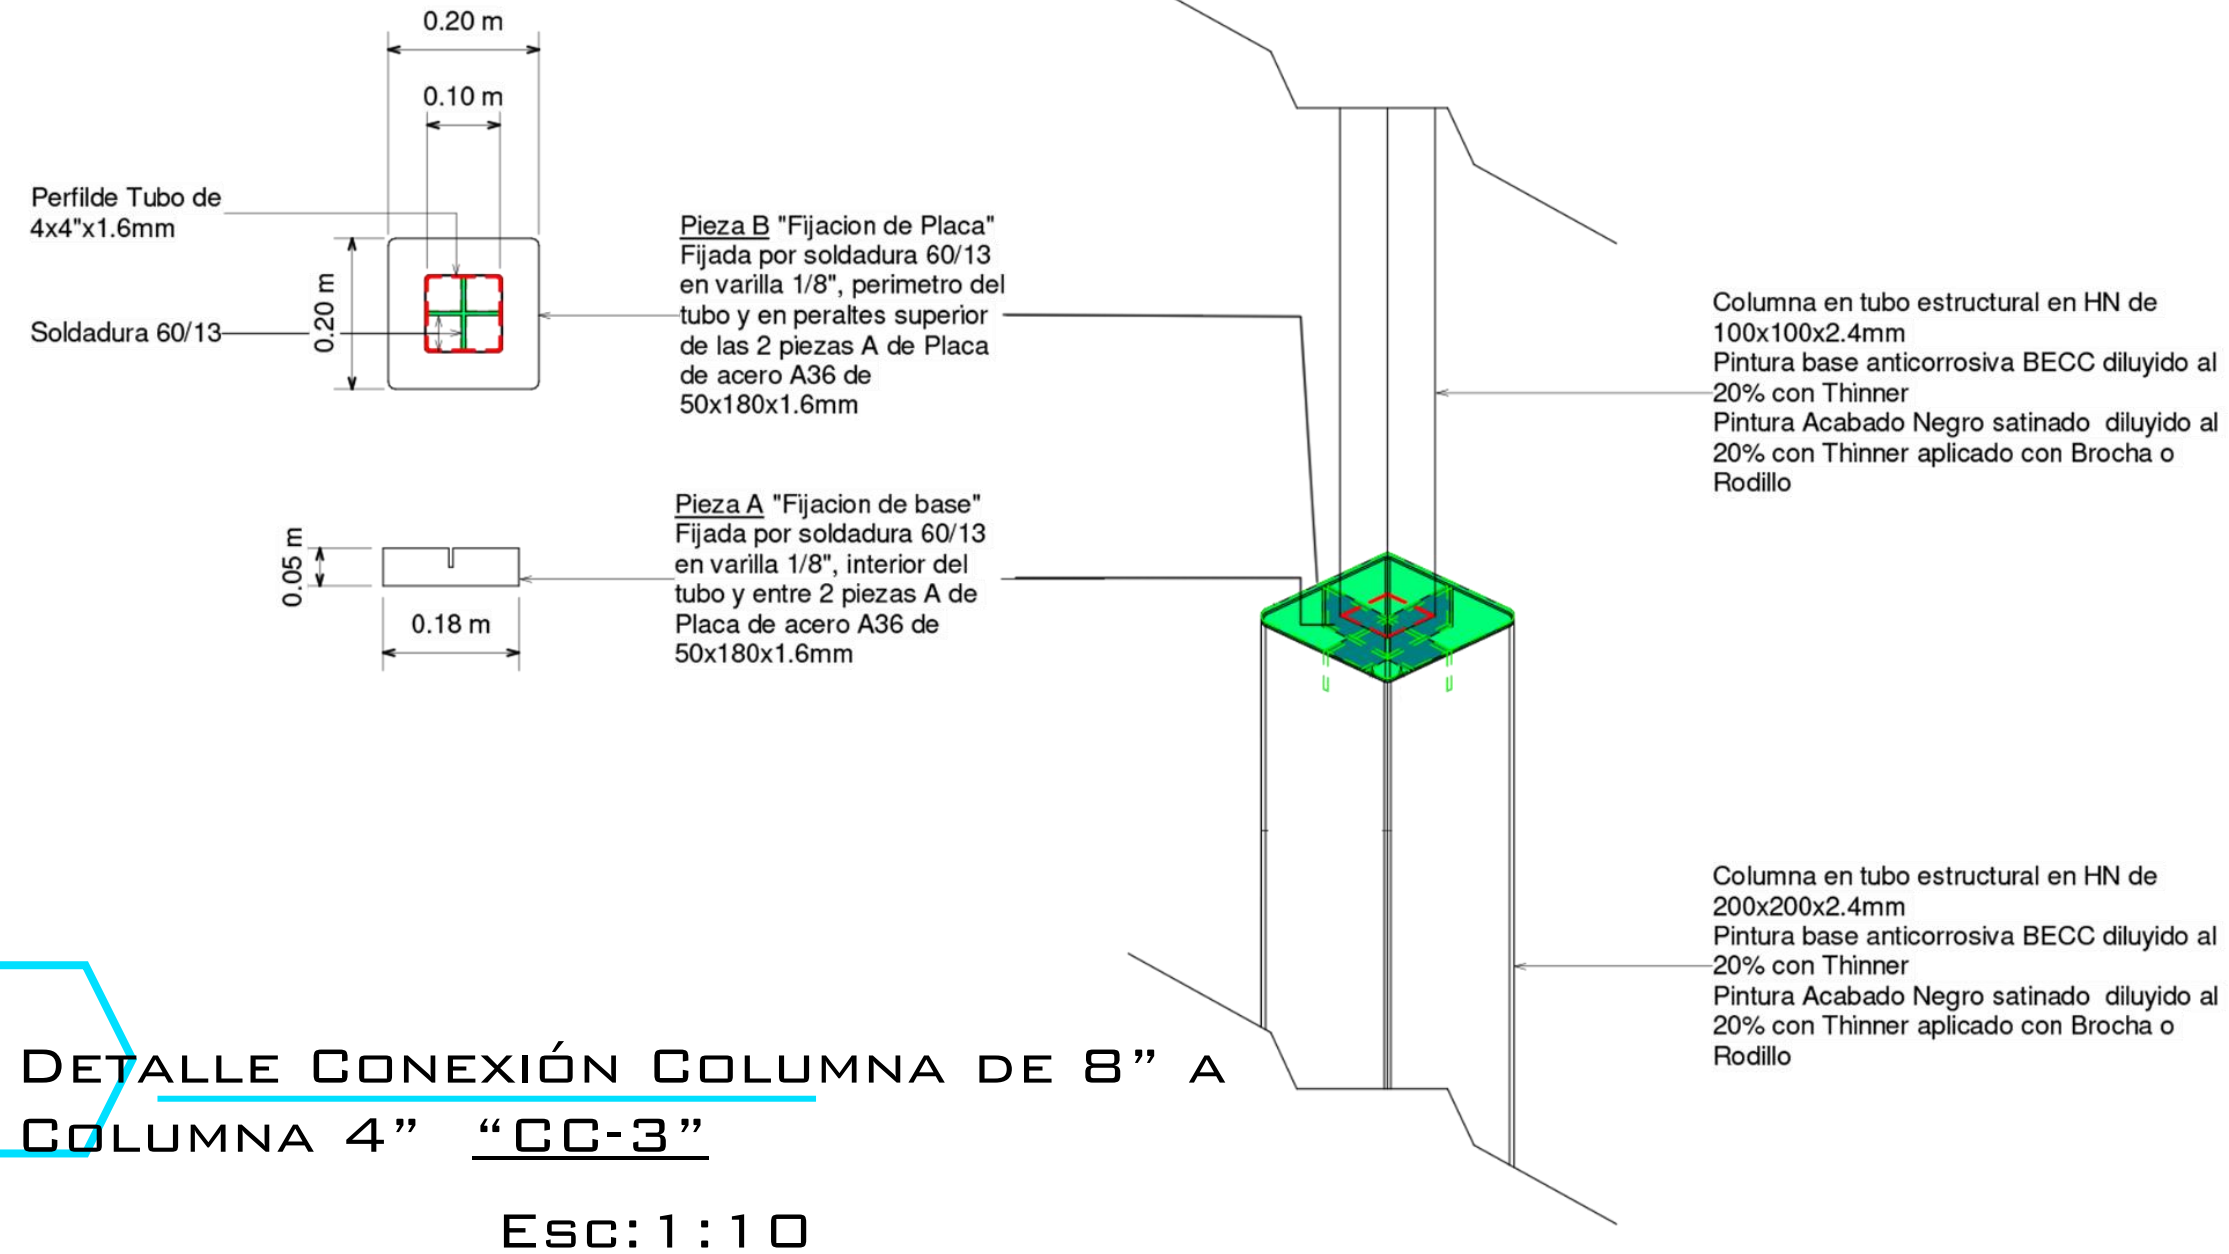 0.20 m
0.10 m
Perfilde Tubo de
4x4"x1.6mm
0.20 m
Soldadura 60/13
Pieza B "Fijacion de Placa"
Fijada por soldadura 60/13
en varilla 1/8", perimetro del
tubo y en peraltes superior
de las 2 piezas A de Placa
de acero A36 de
50x180x1.6mm
Pieza A "Fijacion de base"
Fijada por soldadura 60/13
en varilla 1/8", interior del
tubo y entre 2 piezas A de
Placa de acero A36 de
50x180x1.6mm
0.05 m
0.18 m
Columna en tubo estructural en HN de
100x100x2.4mm
Pintura base anticorrosiva BECC diluyido al
20% con Thinner
Pintura Acabado Negro satinado  diluyido al
20% con Thinner aplicado con Brocha o
Rodillo
Columna en tubo estructural en HN de
200x200x2.4mm
Pintura base anticorrosiva BECC diluyido al
20% con Thinner
Pintura Acabado Negro satinado  diluyido al
20% con Thinner aplicado con Brocha o
Rodillo
Detalle Conexión Columna de 8” a
Columna 4”  “CC-3”
Esc:1:10